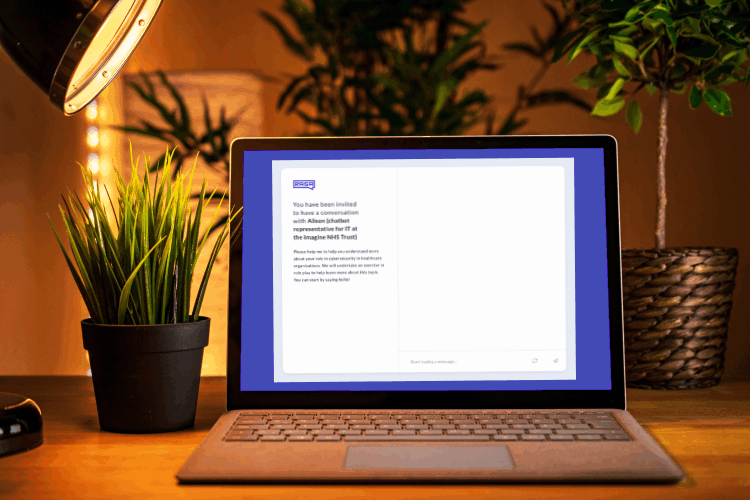 RASA
You have been invited
to have a conversation
with Alison (chatbot
representative for IT at
the Imagine NHS Trust)
Please help me to help you understand more
about your role in cybersecurity in healthcare
organisations. We will undertake an exercise in
role play to help learn more about this topic.
You can start by saying hello!
Start typing a message...